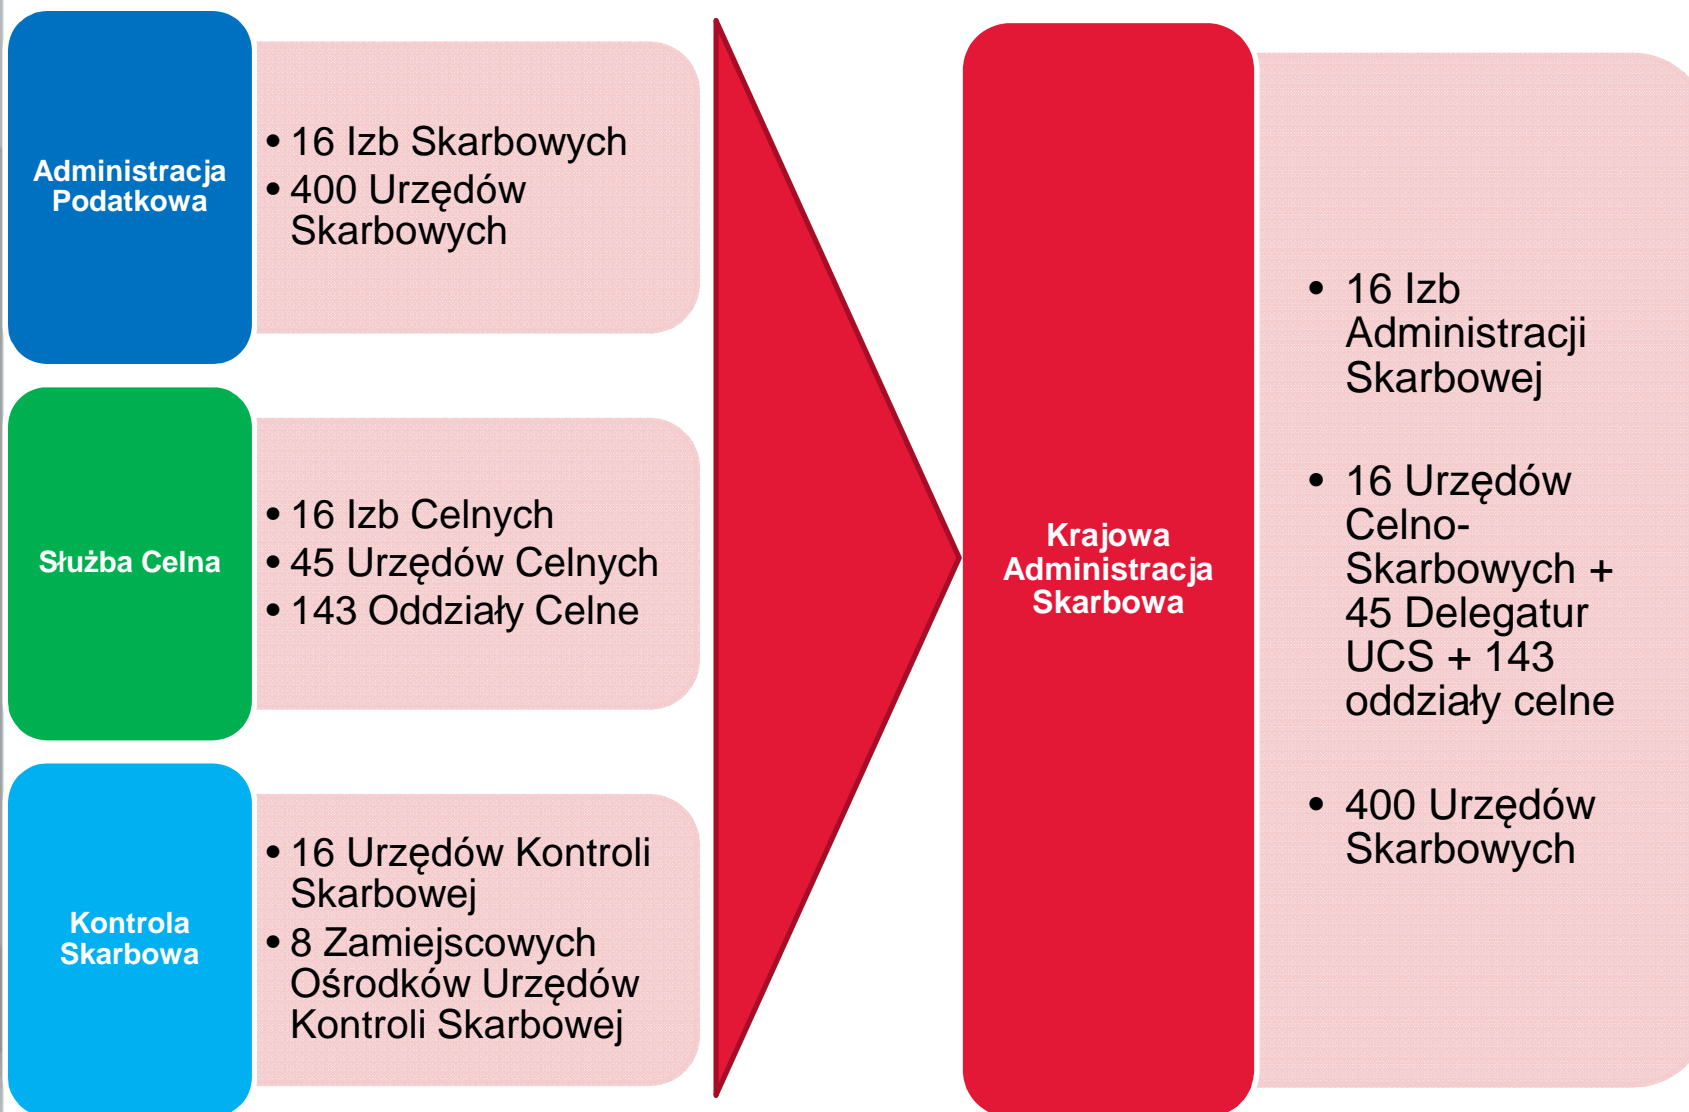 Administracja
Podatkowa
• 16 Izb Skarbowych
• 400 Urzędów
Skarbowych
Służba Celna
• 16 Izb Celnych
• 45 Urzędów Celnych
• 143 Oddziały Celne
Kontrola
Skarbowa
• 16 Urzędów Kontroli
Skarbowej
• 8 Zamiejscowych
Ośrodków Urzędów
Kontroli Skarbowej
Krajowa
Administracja
Skarbowa
• 16 Izb
Administracji
Skarbowej
• 16 Urzędów
Celno-
Skarbowych +
45 Delegatur
UCS + 143
oddziały celne
• 400 Urzędów
Skarbowych